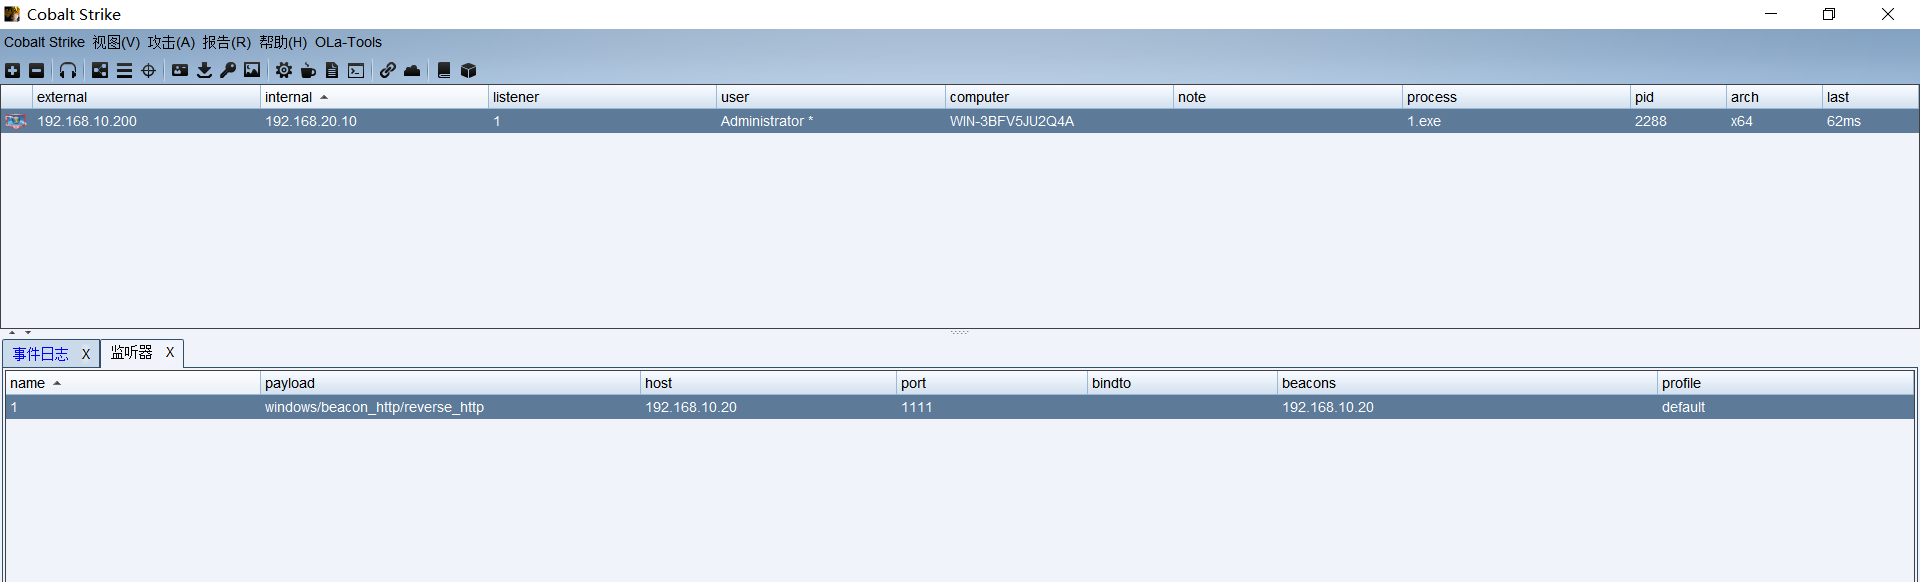 Cobalt Strike
Cobalt Strike 视图(V) 攻击(A) 报告(R) 帮助(H) OLa-Tools
external internal listener user computer note process pid arch last
192.168.10.200 192.168.20.10 1 Administrator * WIN-3BFV5JU2Q4A 1.exe 2288 x64 62ms
事件日志 X 监听器 X
name payload host port bindto beacons profile
1 windows/beacon_http/reverse_http 192.168.10.20 1111 192.168.10.20 default